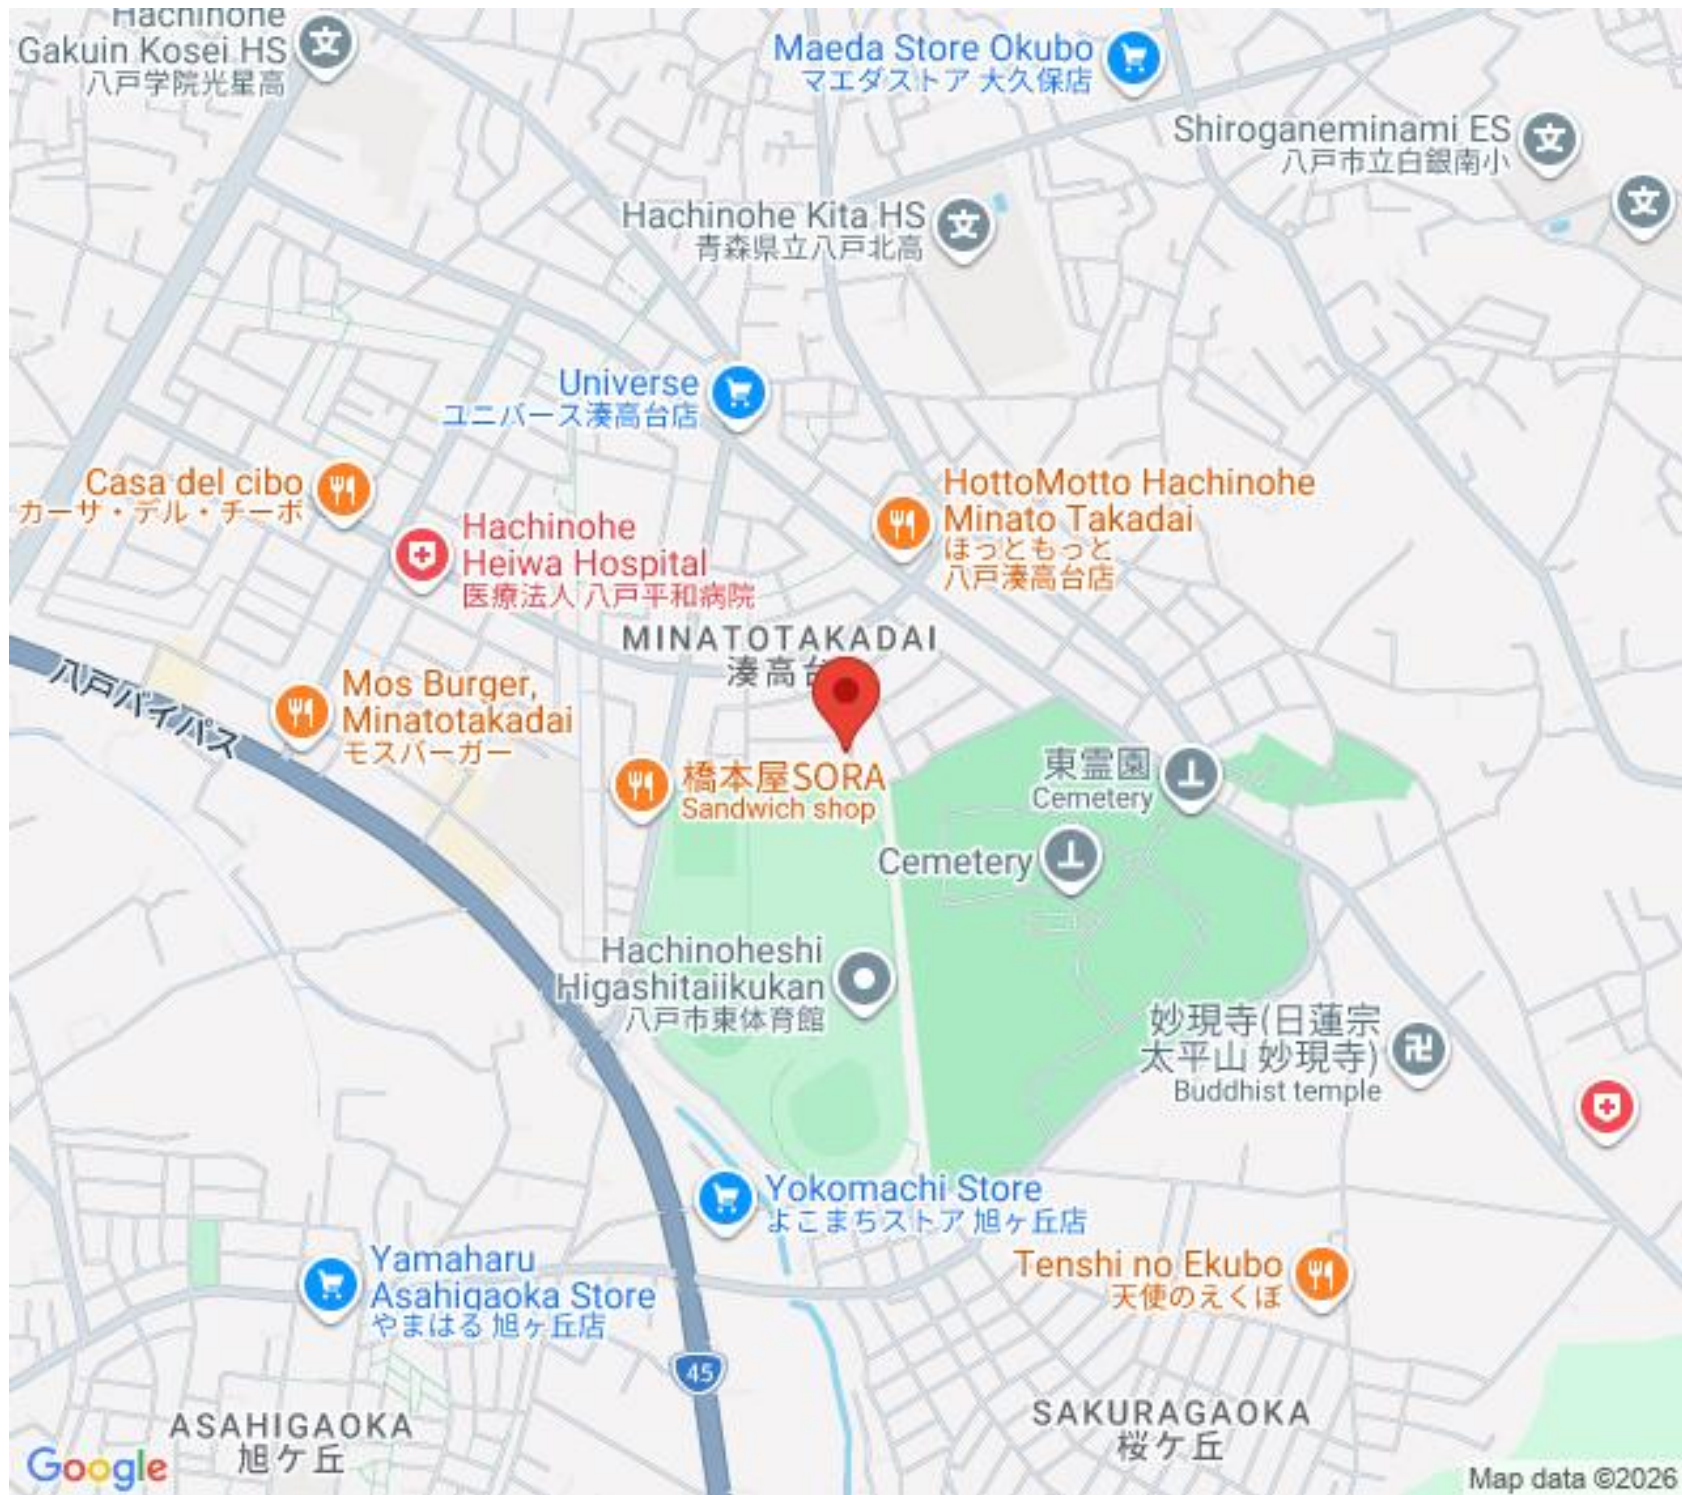 Hachinohe
Gakuin Kosei HS
八戸学院光星高
Maeda Store Okubo
マエダストア 大久保店
Shiroganeminami ES
八戸市立白銀南小
文
文
文
文
Hachinohe Kita HS
青森県立八戸北高
Universe
ユニバース湊高台店
Casa del cibo
カーサ・デル・チーボ
HottoMotto Hachinohe
Minato Takadai
ほっともっと
八戸湊高台店
Hachinohe
Heiwa Hospital
医療法人 八戸平和病院
MINATOTAKADAI
湊高台
八戸バイパス
Mos Burger,
Minatotakadai
モスバーガー
橋本屋SORA
Sandwich shop
東霊園
Cemetery
Cemetery
Hachinoheshi
Higashitaiikukan
八戸市東体育館
妙現寺(日蓮宗
太平山 妙現寺)
Buddhist temple
卍
Yokomachi Store
よこまちストア 旭ヶ丘店
Tenshi no Ekubo
天使のえくぼ
Yamaharu
Asahigaoka Store
やまはる 旭ヶ丘店
45
ASAHIGAOKA
旭ケ丘
SAKURAGAOKA
桜ケ丘
Google
Map data ©2026